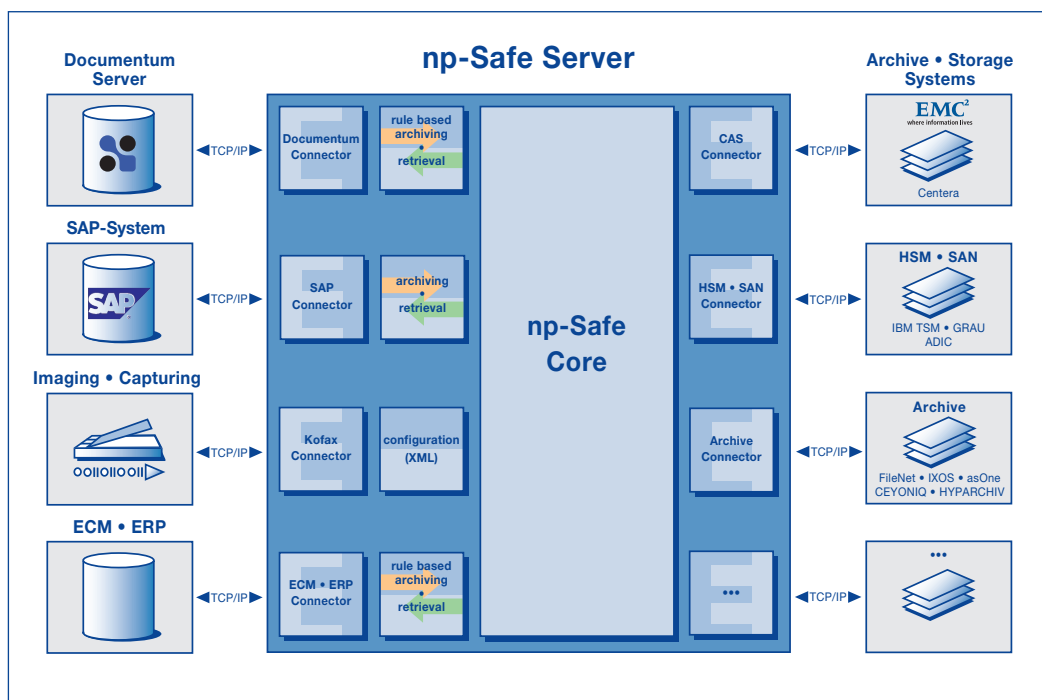 np-Safe Server
Documentum
Server
TCP/IP
Documentum
Connector
rule based
archiving
retrieval
SAP-System
SAP
TCP/IP
SAP
Connector
archiving
retrieval
Imaging • Capturing
TCP/IP
Kofax
Connector
configuration
(XML)
ECM • ERP
TCP/IP
ECM • ERP
Connector
rule based
archiving
retrieval
np-Safe
Core
CAS
Connector
TCP/IP
HSM • SAN
Connector
TCP/IP
Archive
Connector
TCP/IP
•••
TCP/IP
Archive • Storage
Systems
EMC²
where information lives
Centera
HSM • SAN
IBM TSM • GRAU
ADIC
Archive
FileNet • IXOS • asOne
CEYONIQ • HYPARCHIV
•••